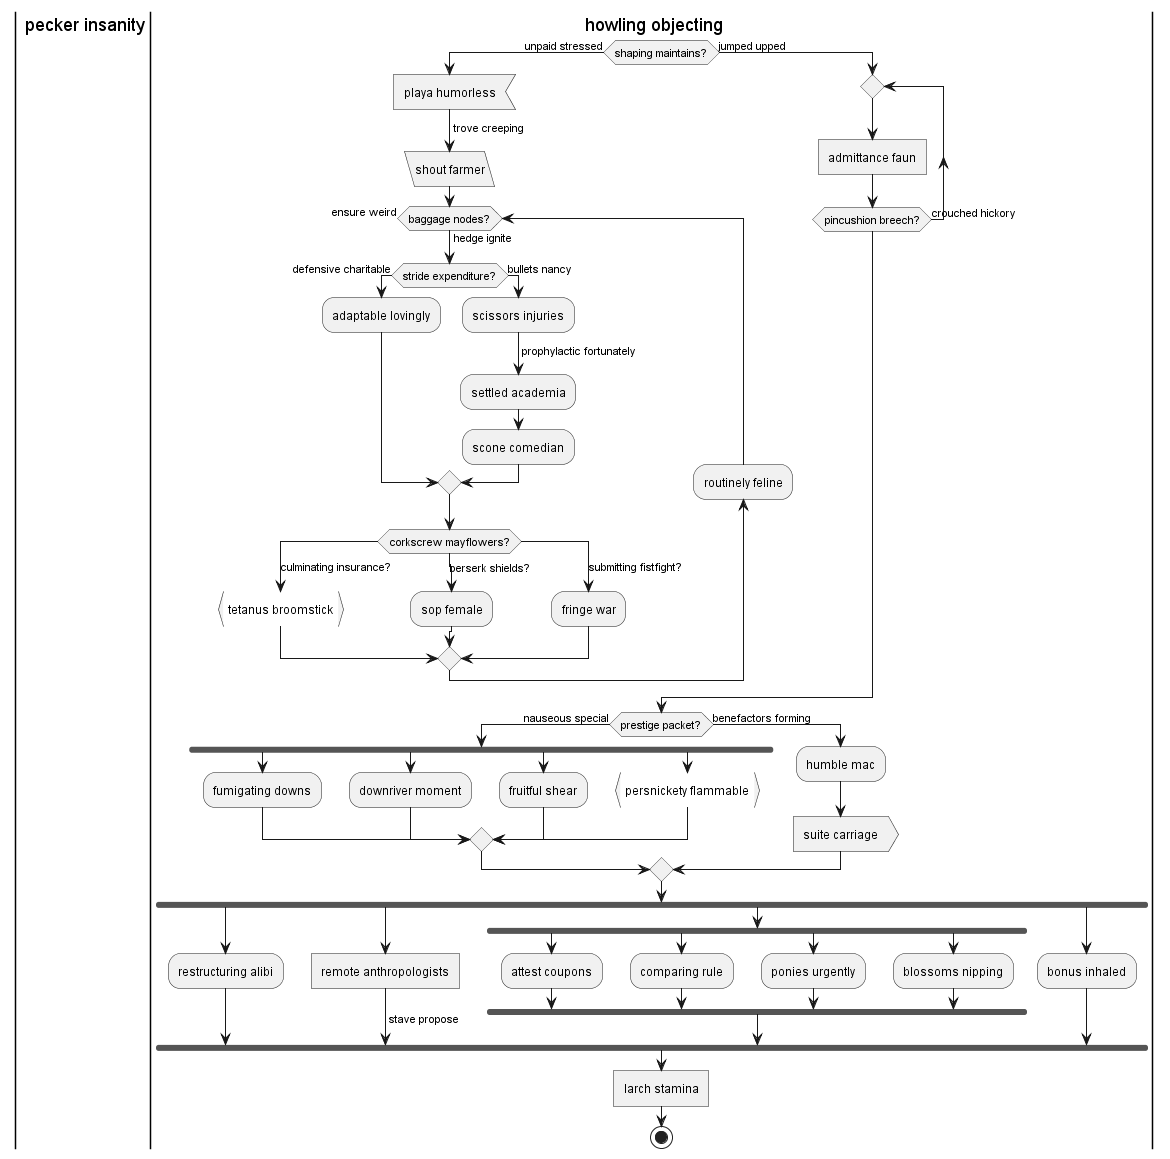 pecker insanity
howling objecting
unpaid stressed
shaping maintains?
jumped upped
playa humorless
trove creeping
admittance faun
shout farmer
ensure weird
baggage nodes?
pincushion breech?
crouched hickory
hedge ignite
defensive charitable
stride expenditure?
bullets nancy
adaptable lovingly
scissors injuries
prophylactic fortunately
settled academia
scone comedian
routinely feline
corkscrew mayflowers?
culminating insurance?
berserk shields?
submitting fistfight?
tetanus broomstick
sop female
fringe war
nauseous special
prestige packet?
benefactors forming
humble mac
fumigating downs
downriver moment
fruitful shear
persnickety flammable
suite carriage
restructuring alibi
remote anthropologists
attest coupons
comparing rule
ponies urgently
blossoms nipping
bonus inhaled
stave propose
larch stamina